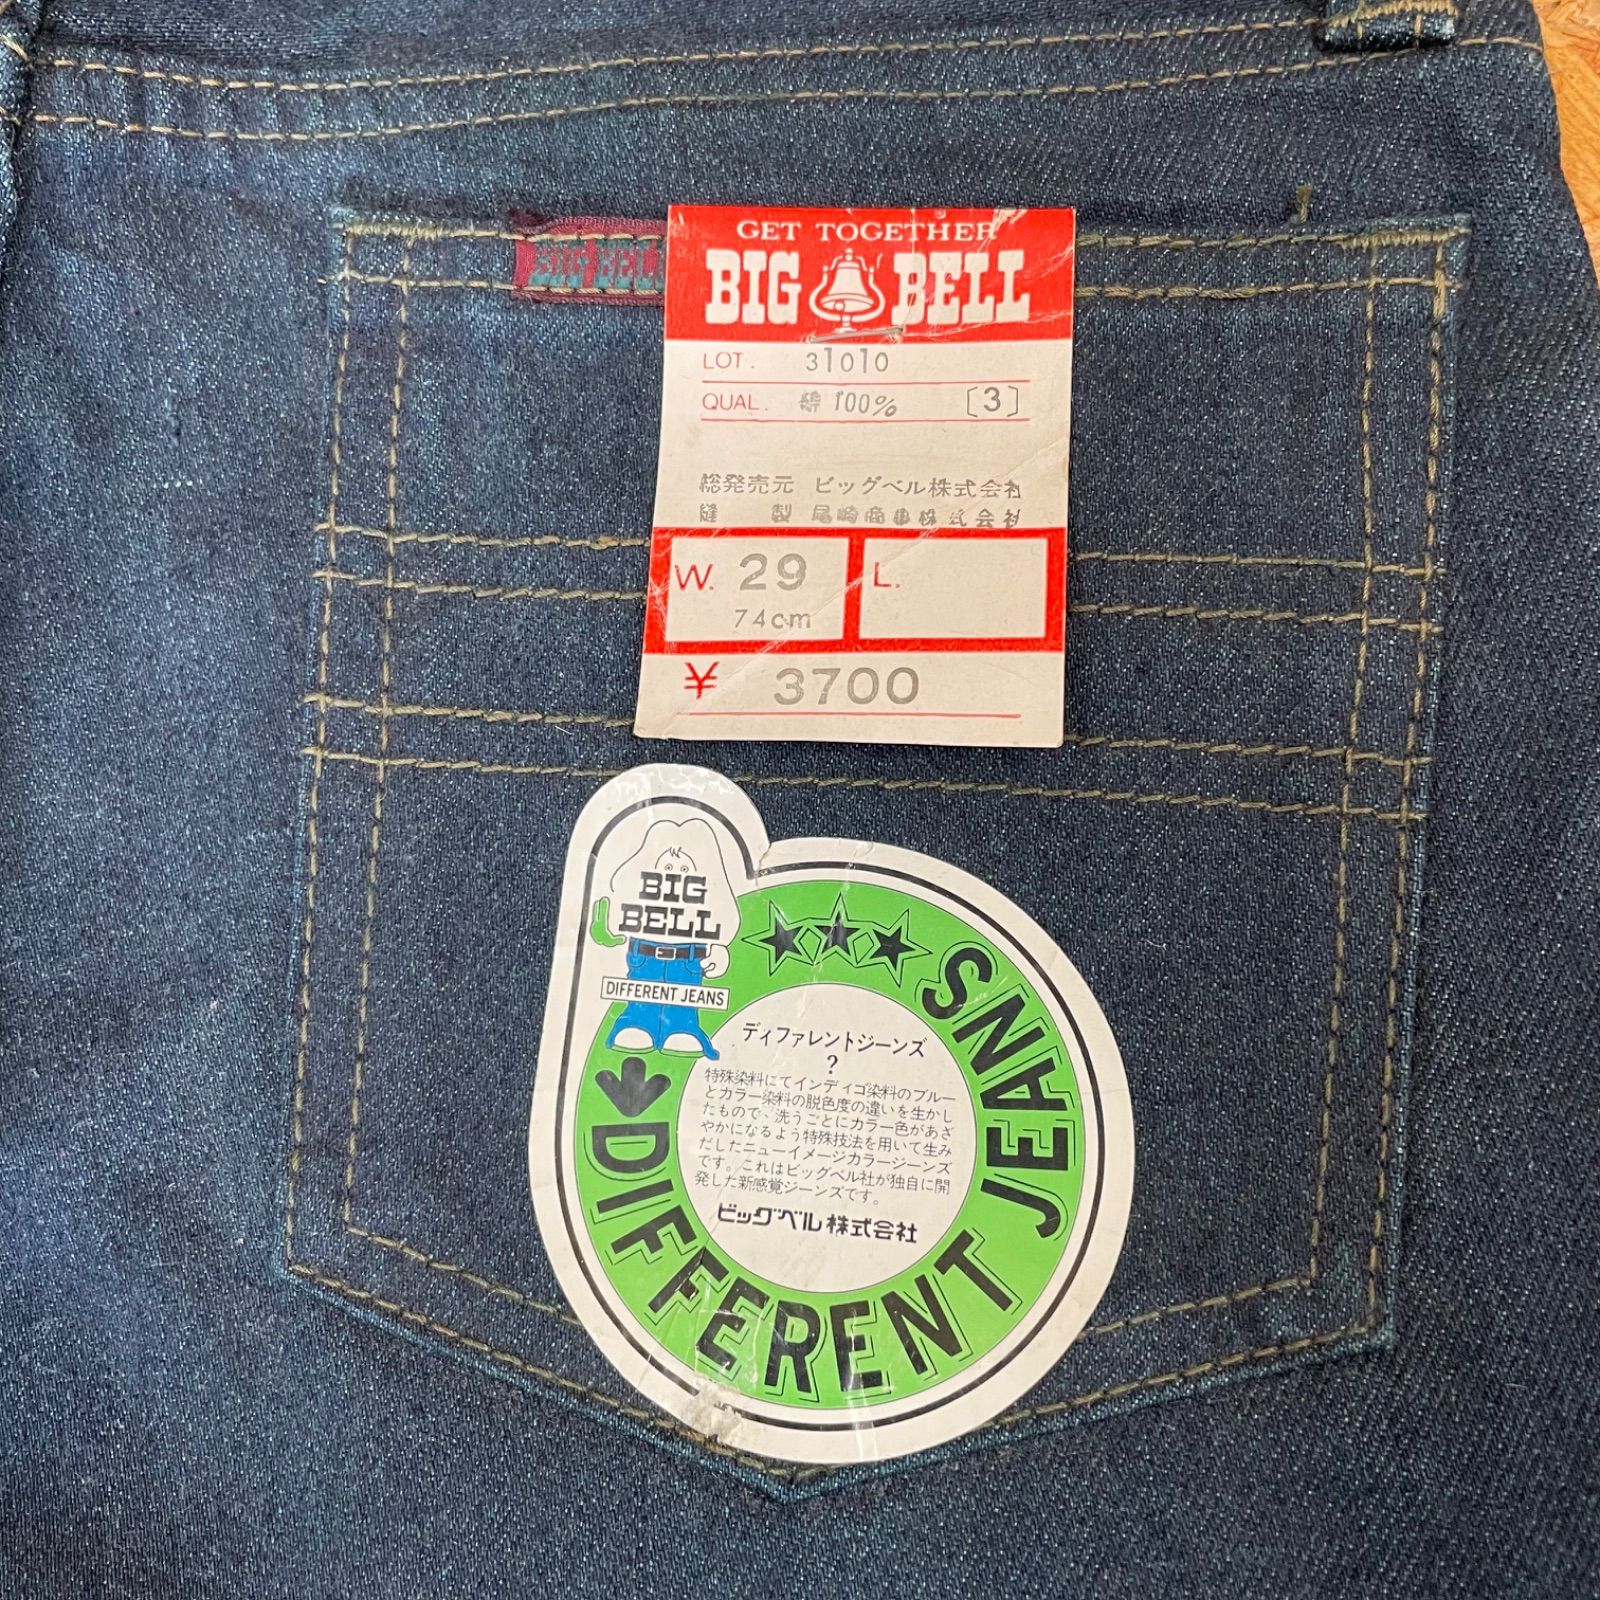 BIG BELL
GET TOGETHER
BIG BELL
LOT. 31010
QUAL. 綿 100% [3]
総発売元 ビッグベル株式会社
縫製 尾崎商事株式会社
W. 29 L.
74cm
¥ 3700
BIG
BELL
DIFFERENT JEANS
DIFFERENT JEANS
ディファレントジーンズ
?
特殊染料にてインディゴ染料のブルー
とカラー染料の脱色度の違いを生かし
たもので、洗うごとにカラー色があざ
やかになるよう特殊技法を用いて生み
だしたニューイメージカラージーンズ
です。これはビッグベル社が独自に開
発した新感覚ジーンズです。
ビッグベル株式会社